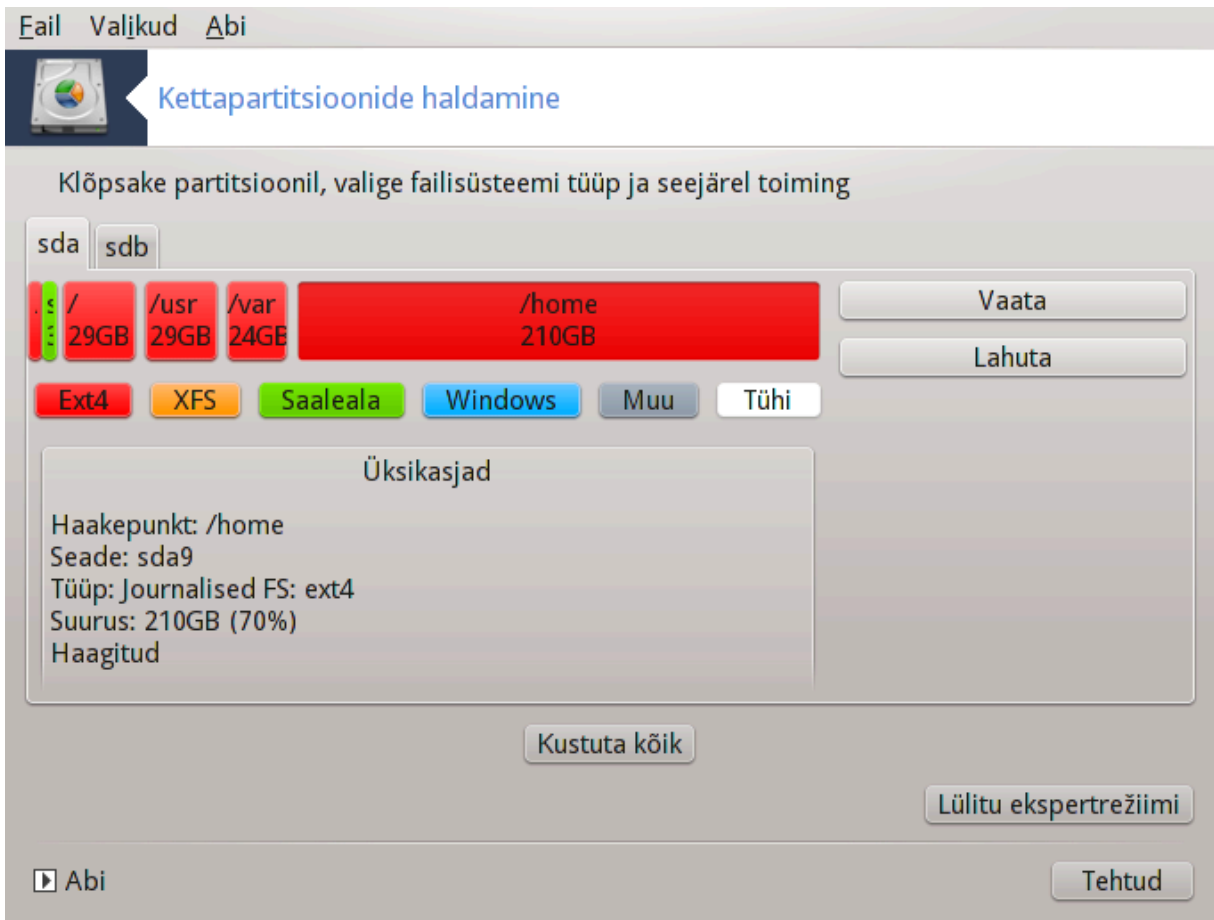 Fail Valikud Abi
Kettapartitsioonide haldamine
Klõpsake partitsioonil, valige failisüsteemi tüüp ja seejärel toiming
sda sdb
/ /usr /var /home
29GB 29GB 24GB 210GB
Vaata
Lahuta
Ext4 XFS Saaleala Windows Muu Tühi
Üksikasjad
Haakepunkt: /home
Seade: sda9
Tüüp: Journalised FS: ext4
Suurus: 210GB (70%)
Haagitud
Kustuta kõik
Lülitu ekspertrežiimi
Abi
Tehtud